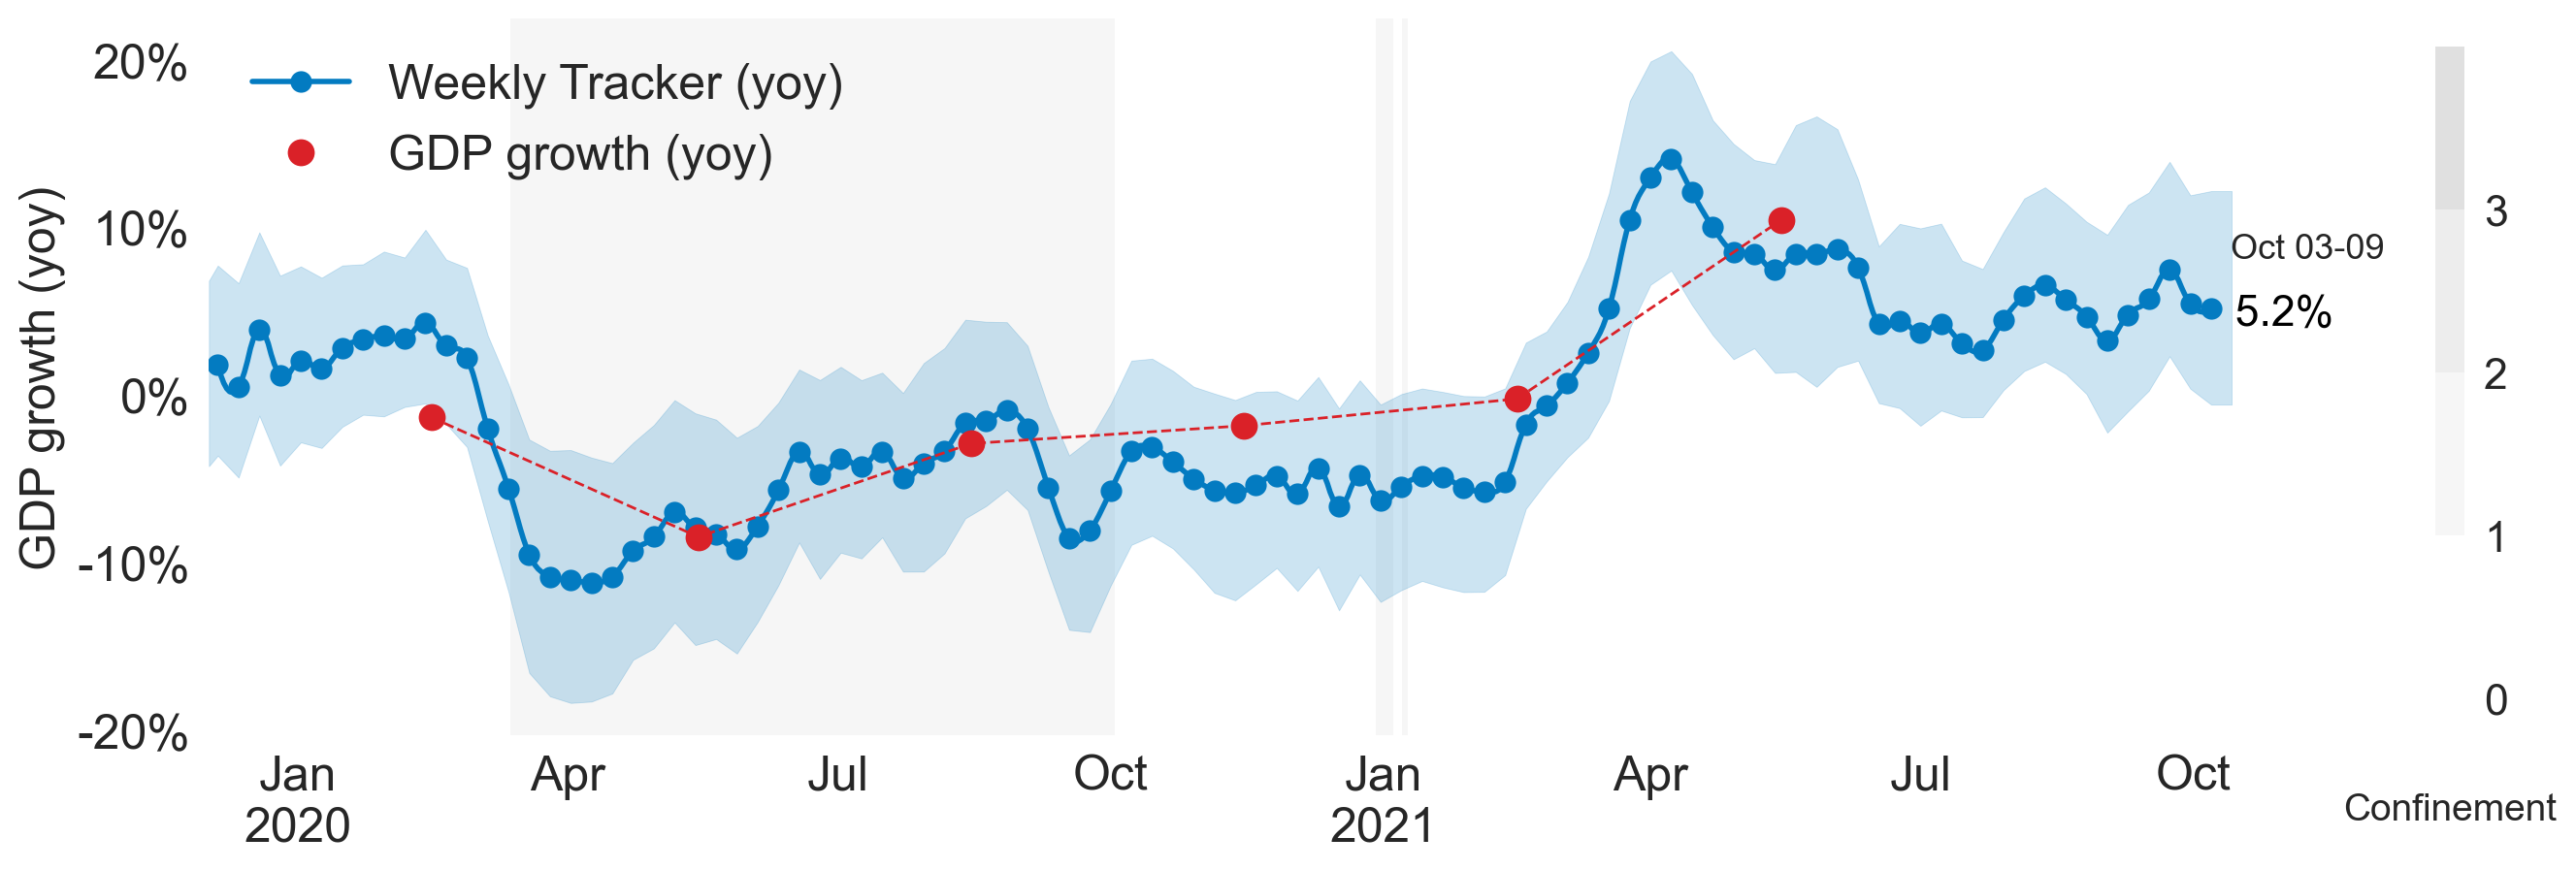 Weekly Tracker (yoy)
GDP growth (yoy)
GDP growth (yoy)
20%
10%
0%
-10%
-20%
Jan
2020
Apr
Jul
Oct
Jan
2021
Apr
Jul
Oct
Oct 03-09
5.2%
3
2
1
0
Confinement